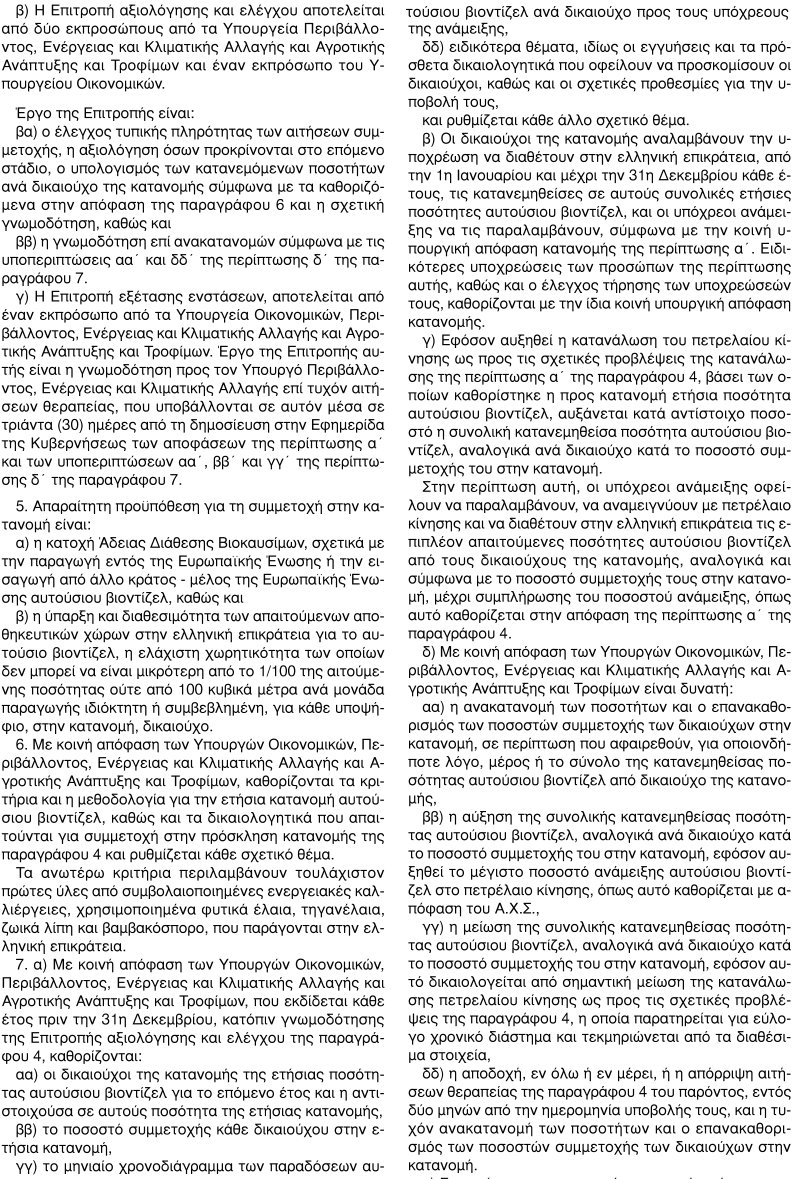 β) Η Επιτροπή αξιολόγησης και ελέγχου αποτελείται
από δύο εκπροσώπους από τα Υπουργεία Περιβάλλο-
ντος, Ενέργειας και Κλιματικής Αλλαγής και Αγροτικής
Ανάπτυξης και Τροφίμων και έναν εκπρόσωπο του Υ-
πουργείου Οικονομικών.
Έργο της Επιτροπής είναι:
βα) ο έλεγχος τυπικής πληρότητας των αιτήσεων συμ-
μετοχής, η αξιολόγηση όσων προκρίνονται στο επόμενο
στάδιο, ο υπολογισμός των κατανεμόμενων ποσοτήτων
ανά δικαιούχο της κατανομής σύμφωνα με τα καθοριζό-
μενα στην απόφαση της παραγράφου 6 και η σχετική
γνωμοδότηση, καθώς και
ββ) η γνωμοδότηση επί ανακατανομών σύμφωνα με τις
υποπεριπτώσεις αα΄ και δδ΄ της περίπτωσης δ΄ της πα-
ραγράφου 7.
γ) Η Επιτροπή εξέτασης ενστάσεων, αποτελείται από
έναν εκπρόσωπο από τα Υπουργεία Οικονομικών, Περι-
βάλλοντος, Ενέργειας και Κλιματικής Αλλαγής και Αγρο-
τικής Ανάπτυξης και Τροφίμων. Έργο της Επιτροπής αυ-
τής είναι η γνωμοδότηση προς τον Υπουργό Περιβάλλο-
ντος, Ενέργειας και Κλιματικής Αλλαγής επί τυχόν αιτή-
σεων θεραπείας, που υποβάλλονται σε αυτόν μέσα σε
τριάντα (30) ημέρες από τη δημοσίευση στην Εφημερίδα
της Κυβερνήσεως των αποφάσεων της περίπτωσης α΄
και των υποπεριπτώσεων αα΄, ββ΄ και γγ΄ της περίπτω-
σης δ΄ της παραγράφου 7.
5. Απαραίτητη προϋπόθεση για τη συμμετοχή στην κα-
τανομή είναι:
α) η κατοχή Άδειας Διάθεσης Βιοκαυσίμων, σχετικά με
την παραγωγή εντός της Ευρωπαϊκής Ένωσης ή την ει-
σαγωγή από άλλο κράτος - μέλος της Ευρωπαϊκής Ένω-
σης αυτούσιου βιοντίζελ, καθώς και
β) η ύπαρξη και διαθεσιμότητα των απαιτούμενων απο-
θηκευτικών χώρων στην ελληνική επικράτεια για το αυ-
τούσιο βιοντίζελ, η ελάχιστη χωρητικότητα των οποίων
δεν μπορεί να είναι μικρότερη από το 1/100 της αιτούμε-
νης ποσότητας ούτε από 100 κυβικά μέτρα ανά μονάδα
παραγωγής ιδιόκτητη ή συμβεβλημένη, για κάθε υποψή-
φιο, στην κατανομή, δικαιούχο.
6. Με κοινή απόφαση των Υπουργών Οικονομικών, Πε-
ριβάλλοντος, Ενέργειας και Κλιματικής Αλλαγής και Α-
γροτικής Ανάπτυξης και Τροφίμων, καθορίζονται τα κρι-
τήρια και η μεθοδολογία για την ετήσια κατανομή αυτού-
σιου βιοντίζελ, καθώς και τα δικαιολογητικά που απαι-
τούνται για συμμετοχή στην πρόσκληση κατανομής της
παραγράφου 4 και ρυθμίζεται κάθε σχετικό θέμα.
Τα ανωτέρω κριτήρια περιλαμβάνουν τουλάχιστον
πρώτες ύλες από συμβολαιοποιημένες ενεργειακές καλ-
λιέργειες, χρησιμοποιημένα φυτικά έλαια, τηγανέλαια,
ζωικά λίπη και βαμβακόσπορο, που παράγονται στην ελ-
ληνική επικράτεια.
7. α) Με κοινή απόφαση των Υπουργών Οικονομικών,
Περιβάλλοντος, Ενέργειας και Κλιματικής Αλλαγής και
Αγροτικής Ανάπτυξης και Τροφίμων, που εκδίδεται κάθε
έτος πριν την 31η Δεκεμβρίου, κατόπιν γνωμοδότησης
της Επιτροπής αξιολόγησης και ελέγχου της παραγρά-
φου 4, καθορίζονται:
αα) οι δικαιούχοι της κατανομής της ετήσιας ποσότη-
τας αυτούσιου βιοντίζελ για το επόμενο έτος και η αντι-
στοιχούσα σε αυτούς ποσότητα της ετήσιας κατανομής,
ββ) το ποσοστό συμμετοχής κάθε δικαιούχου στην ε-
τήσια κατανομή,
γγ) το μηνιαίο χρονοδιάγραμμα των παραδόσεων αυ-
τούσιου βιοντίζελ ανά δικαιούχο προς τους υπόχρεους
της ανάμειξης,
δδ) ειδικότερα θέματα, ιδίως οι εγγυήσεις και τα πρό-
σθετα δικαιολογητικά που οφείλουν να προσκομίσουν οι
δικαιούχοι, καθώς και οι σχετικές προθεσμίες για την υ-
ποβολή τους,
και ρυθμίζεται κάθε άλλο σχετικό θέμα.
β) Οι δικαιούχοι της κατανομής αναλαμβάνουν την υ-
ποχρέωση να διαθέτουν στην ελληνική επικράτεια, από
την 1η Ιανουαρίου και μέχρι την 31η Δεκεμβρίου κάθε έ-
τους, τις κατανεμηθείσες σε αυτούς συνολικές ετήσιες
ποσότητες αυτούσιου βιοντίζελ, και οι υπόχρεοι ανάμει-
ξης να τις παραλαμβάνουν, σύμφωνα με την κοινή υ-
πουργική απόφαση κατανομής της περίπτωσης α΄. Ειδι-
κότερες υποχρεώσεις των προσώπων της περίπτωσης
αυτής, καθώς και ο έλεγχος τήρησης των υποχρεώσεών
τους, καθορίζονται με την ίδια κοινή υπουργική απόφαση
κατανομής.
γ) Εφόσον αυξηθεί η κατανάλωση του πετρελαίου κί-
νησης ως προς τις σχετικές προβλέψεις της κατανάλω-
σης της περίπτωσης α΄ της παραγράφου 4, βάσει των ο-
ποίων καθορίστηκε η προς κατανομή ετήσια ποσότητα
αυτούσιου βιοντίζελ, αυξάνεται κατά αντίστοιχο ποσο-
στό η συνολική κατανεμηθείσα ποσότητα αυτούσιου βιο-
ντίζελ, αναλογικά ανά δικαιούχο κατά το ποσοστό συμ-
μετοχής του στην κατανομή.
Στην περίπτωση αυτή, οι υπόχρεοι ανάμειξης οφεί-
λουν να παραλαμβάνουν, να αναμειγνύουν με πετρέλαιο
κίνησης και να διαθέτουν στην ελληνική επικράτεια τις ε-
πιπλέον απαιτούμενες ποσότητες αυτούσιου βιοντίζελ
από τους δικαιούχους της κατανομής, αναλογικά και
σύμφωνα με το ποσοστό συμμετοχής τους στην κατανο-
μή, μέχρι συμπλήρωσης του ποσοστού ανάμειξης, όπως
αυτό καθορίζεται στην απόφαση της περίπτωσης α΄ της
παραγράφου 4.
δ) Με κοινή απόφαση των Υπουργών Οικονομικών, Πε-
ριβάλλοντος, Ενέργειας και Κλιματικής Αλλαγής και Α-
γροτικής Ανάπτυξης και Τροφίμων είναι δυνατή:
αα) η ανακατανομή των ποσοτήτων και ο επανακαθο-
ρισμός των ποσοστών συμμετοχής των δικαιούχων στην
κατανομή, σε περίπτωση που αφαιρεθούν, για οποιονδή-
ποτε λόγο, μέρος ή το σύνολο της κατανεμηθείσας πο-
σότητας αυτούσιου βιοντίζελ από δικαιούχο της κατανο-
μής,
ββ) η αύξηση της συνολικής κατανεμηθείσας ποσότη-
τας αυτούσιου βιοντίζελ, αναλογικά ανά δικαιούχο κατά
το ποσοστό συμμετοχής του στην κατανομή, εφόσον αυ-
ξηθεί το μέγιστο ποσοστό ανάμειξης αυτούσιου βιοντί-
ζελ στο πετρέλαιο κίνησης, όπως αυτό καθορίζεται με α-
πόφαση του Α.Χ.Σ.,
γγ) η μείωση της συνολικής κατανεμηθείσας ποσότη-
τας αυτούσιου βιοντίζελ, αναλογικά ανά δικαιούχο κατά
το ποσοστό συμμετοχής του στην κατανομή, εφόσον αυ-
τό δικαιολογείται από σημαντική μείωση της κατανάλω-
σης πετρελαίου κίνησης ως προς τις σχετικές προβλέ-
ψεις της παραγράφου 4, η οποία παρατηρείται για εύλο-
γο χρονικό διάστημα και τεκμηριώνεται από τα διαθέσι-
μα στοιχεία,
δδ) η αποδοχή, εν όλω ή εν μέρει, ή η απόρριψη αιτή-
σεων θεραπείας της παραγράφου 4 του παρόντος, εντός
δύο μηνών από την ημερομηνία υποβολής τους, και η τυ-
χόν ανακατανομή των ποσοτήτων και ο επανακαθορι-
σμός των ποσοστών συμμετοχής των δικαιούχων στην
κατανομή.